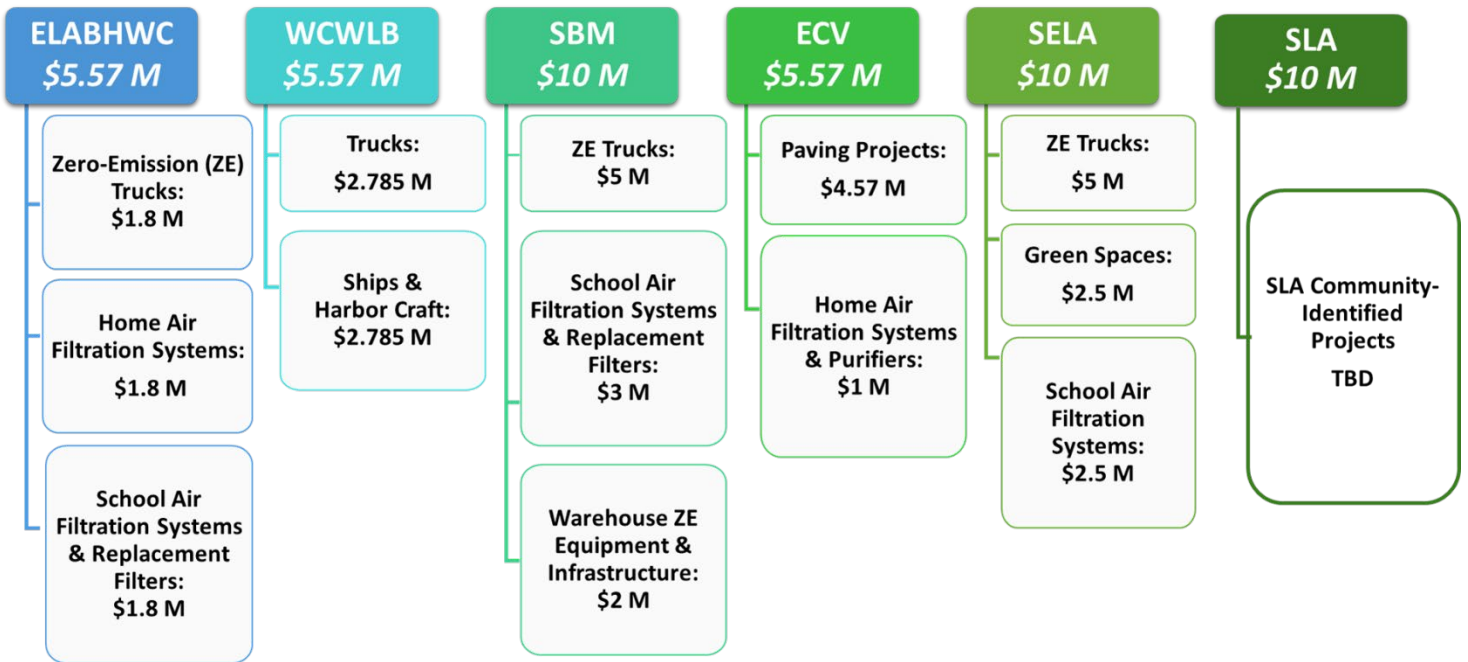 ELABHWC
$5.57 M
Zero-Emission (ZE)
Trucks:
$1.8 M
Home Air
Filtration Systems:
$1.8 M
School Air
Filtration Systems
& Replacement
Filters:
$1.8 M
WCWLB
$5.57 M
Trucks:
$2.785 M
Ships &
Harbor Craft:
$2.785 M
SBM
$10 M
ZE Trucks:
$5 M
School Air
Filtration Systems
& Replacement
Filters:
$3 M
Warehouse ZE
Equipment &
Infrastructure:
$2 M
ECV
$5.57 M
Paving Projects:
$4.57 M
Home Air
Filtration Systems
& Purifiers:
$1 M
SELA
$10 M
ZE Trucks:
$5 M
Green Spaces:
$2.5 M
School Air
Filtration
Systems:
$2.5 M
SLA
$10 M
SLA Community-
Identified
Projects
TBD